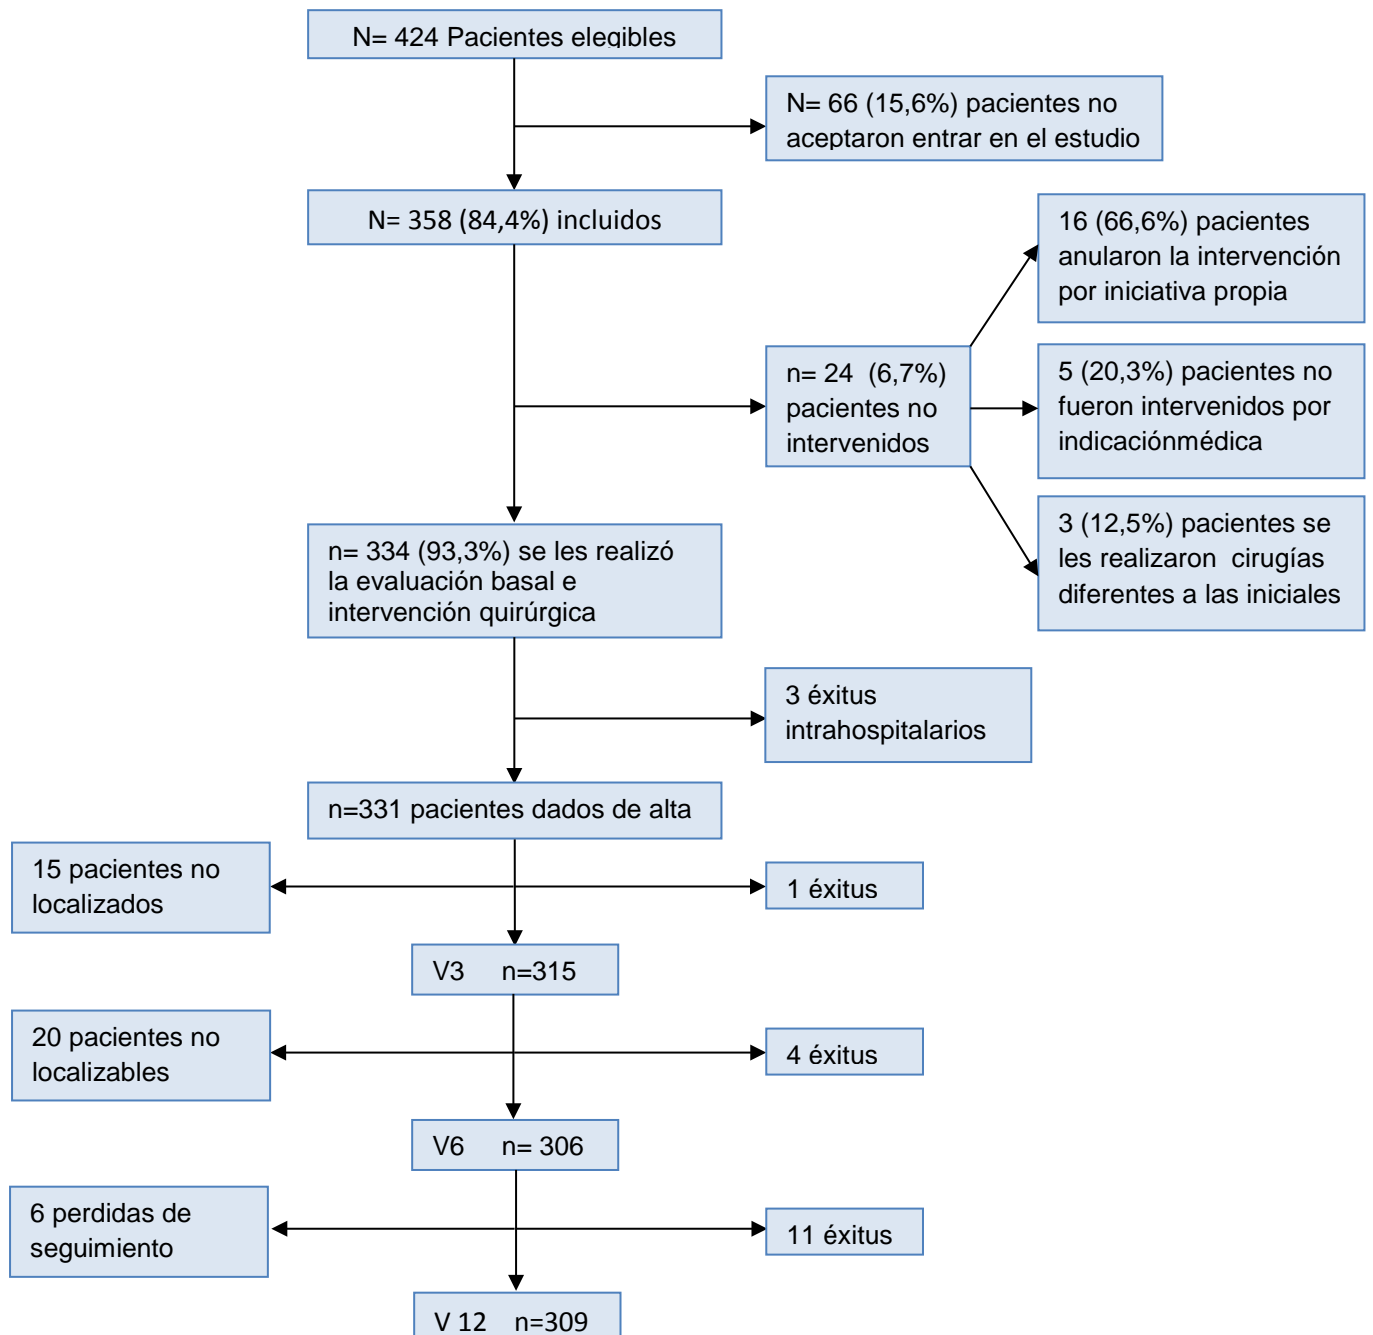 N= 424 Pacientes elegibles
N= 66 (15,6%) pacientes no
aceptaron entrar en el estudio
N= 358 (84,4%) incluidos
16 (66,6%) pacientes
anularon la intervención
por iniciativa propia
n= 24 (6,7%)
pacientes no
intervenidos
5 (20,3%) pacientes no
fueron intervenidos por
indicaciónmédica
3 (12,5%) pacientes se
les realizaron cirugías
diferentes a las iniciales
n= 334 (93,3%) se les realizó
la evaluación basal e
intervención quirúrgica
3 éxitus
intrahospitalarios
n=331 pacientes dados de alta
15 pacientes no
localizados
1 éxitus
V3 n=315
20 pacientes no
localizables
4 éxitus
V6 n= 306
6 perdidas de
seguimiento
11 éxitus
V 12 n=309